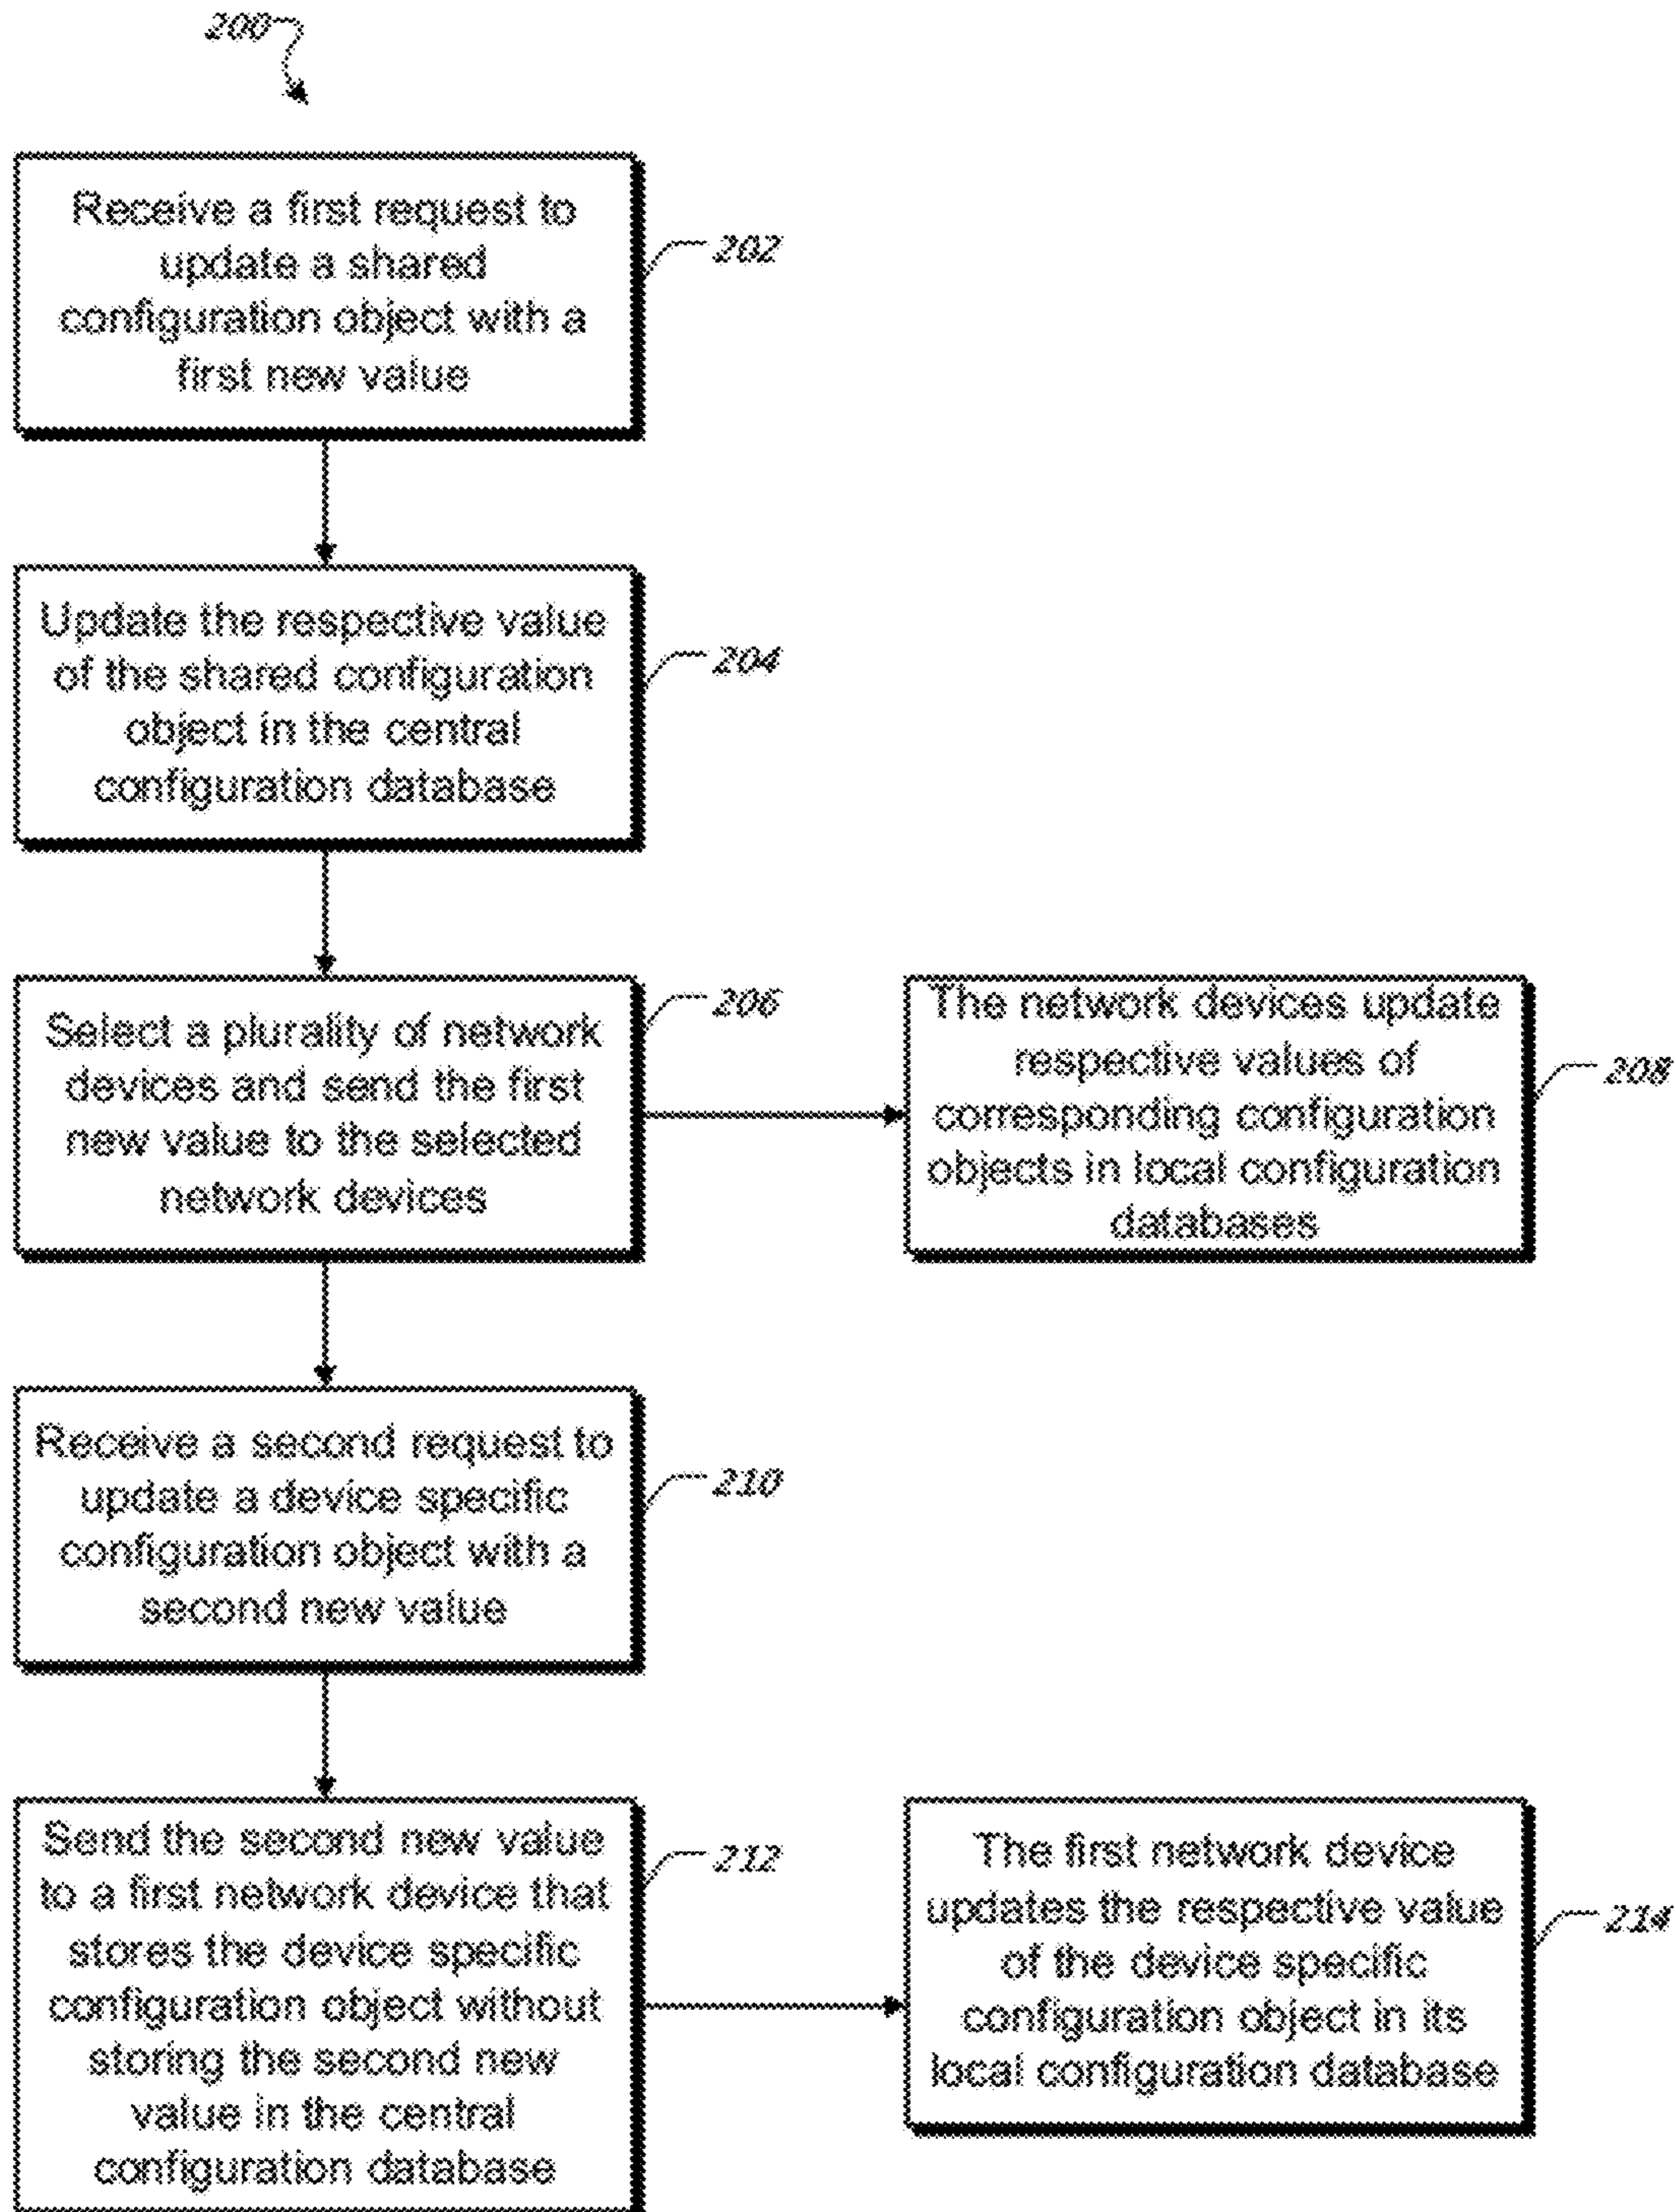 200
Receive a first request to
update a shared
configuration object with a
first new value
202
Update the respective value
of the shared configuration
object in the central
configuration database
204
Select a plurality of network
devices and send the first
new value to the selected
network devices
206
The network devices update
respective values of
corresponding configuration
objects in local configuration
databases
208
Receive a second request to
update a device specific
configuration object with a
second new value
210
Send the second new value
to a first network device that
stores the device specific
configuration object without
storing the second new
value in the central
configuration database
212
The first network device
updates the respective value
of the device specific
configuration object in its
local configuration database
214